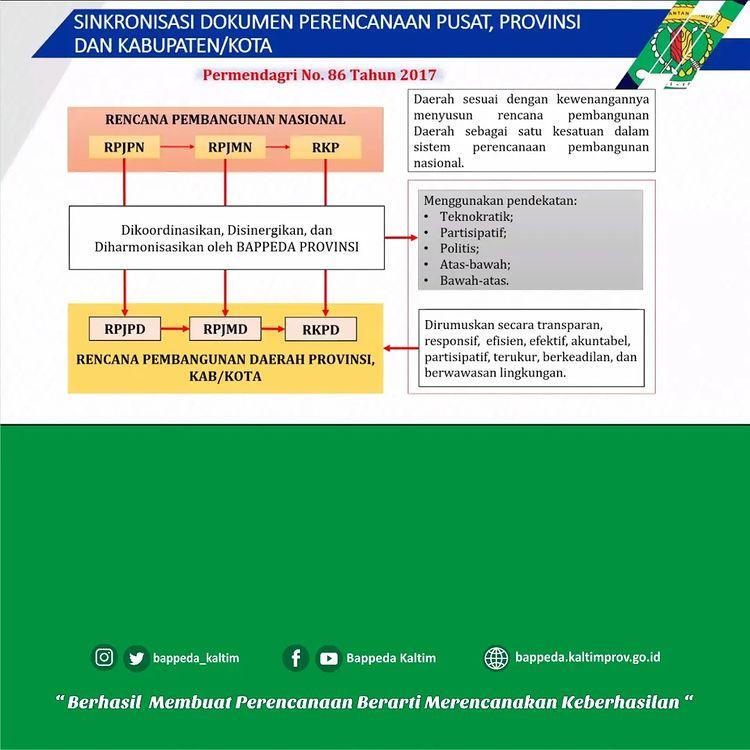 SINKRONISASI DOKUMEN PERENCANAAN PUSAT, PROVINSI
DAN KABUPATEN/KOTA
Permendagri No. 86 Tahun 2017
RENCANA PEMBANGUNAN NASIONAL
RPJPN
RPJMN
RKP
Dikoordinasikan, Disinergikan, dan
Diharmonisasikan oleh BAPPEDA PROVINSI
RPJPD
RPJMD
RKPD
RENCANA PEMBANGUNAN DAERAH PROVINSI,
KAB/KOTA
Daerah sesuai dengan kewenangannya
menyusun rencana pembangunan
Daerah sebagai satu kesatuan dalam
sistem perencanaan pembangunan
nasional.
Menggunakan pendekatan:
• Teknokratik;
• Partisipatif;
• Politis;
• Atas-bawah;
• Bawah-atas.
Dirumuskan secara transparan,
responsif, efisien, efektif, akuntabel,
partisipatif, terukur, berkeadilan, dan
berwawasan lingkungan.
bappeda_kaltim
Bappeda Kaltim
bappeda.kaltimprov.go.id
“ Berhasil Membuat Perencanaan Berarti Merencanakan Keberhasilan “